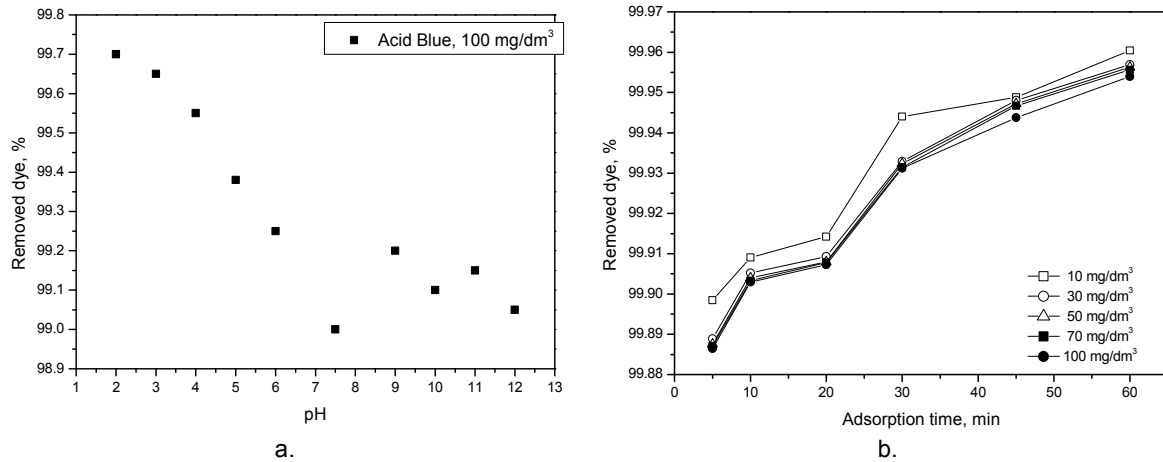 99.8
99.7
99.6
99.5
99.4
99.3
99.2
99.1
99.0
98.9
Removed dye, %
Acid Blue, 100 mg/dm³
1 2 3 4 5 6 7 8 9 10 11 12 13
pH
a.
99.97
99.96
99.95
99.94
99.93
99.92
99.91
99.90
99.89
99.88
Removed dye, %
10 mg/dm³
30 mg/dm³
50 mg/dm³
70 mg/dm³
100 mg/dm³
0 10 20 30 40 50 60
Adsorption time, min
b.